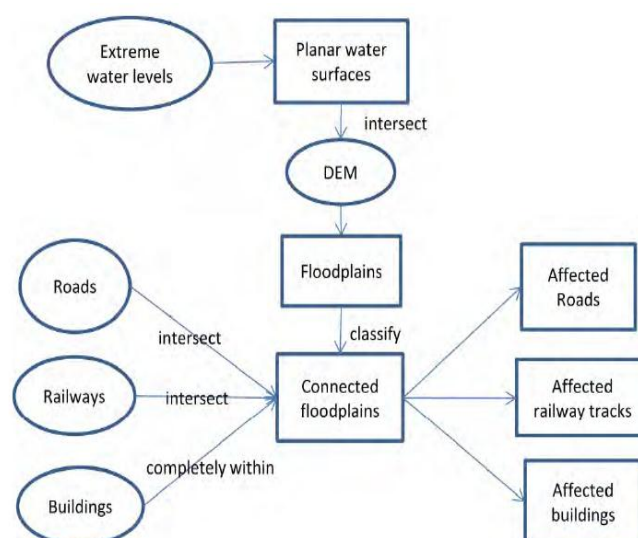 Extreme
water levels
Planar water
surfaces
intersect
DEM
Floodplains
classify
Roads
Railways
Buildings
intersect
intersect
completely within
Connected
floodplains
Affected
Roads
Affected
railway tracks
Affected
buildings